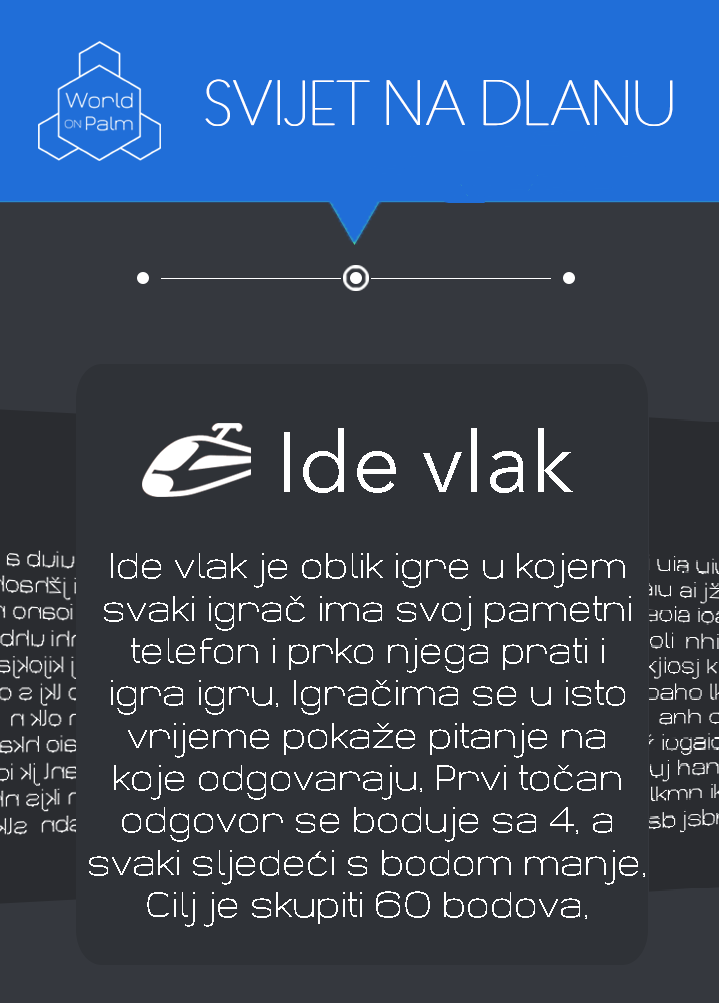 World
ON Palm
SVIJET NA DLANU
Ide vlak
Ide vlak je oblik igre u kojem
svaki igrač ima svoj pametni
telefon i prko njega prati i
igra igru. Igračima se u isto
vrijeme pokaže pitanje na
koje odgovaraju. Prvi točan
odgovor se boduje sa 4, a
svaki sljedeći s bodom manje.
Cilj je skupiti 60 bodova.